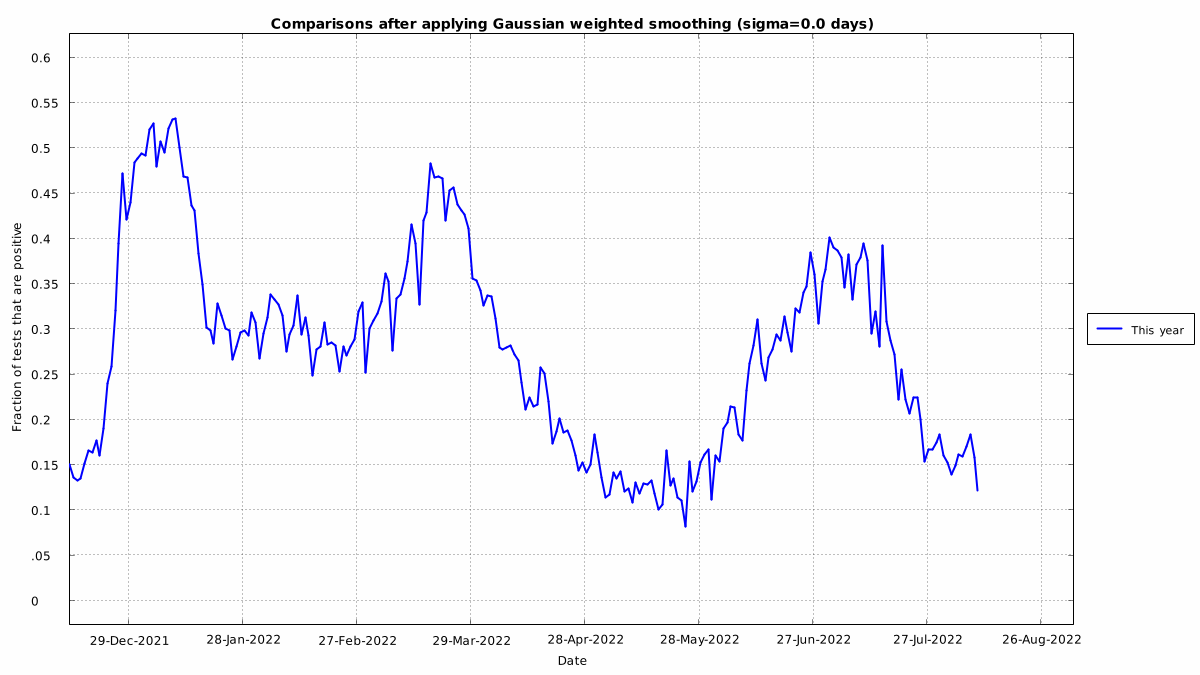 Comparisons after applying Gaussian weighted smoothing (sigma=0.0 days)
0.6
0.55
0.5
0.45
0.4
0.35
0.3
0.25
0.2
0.15
0.1
.05
0
Fraction of tests that are positive
29-Dec-2021 28-Jan-2022 27-Feb-2022 29-Mar-2022 28-Apr-2022 28-May-2022 27-Jun-2022 27-Jul-2022 26-Aug-2022
Date
This year